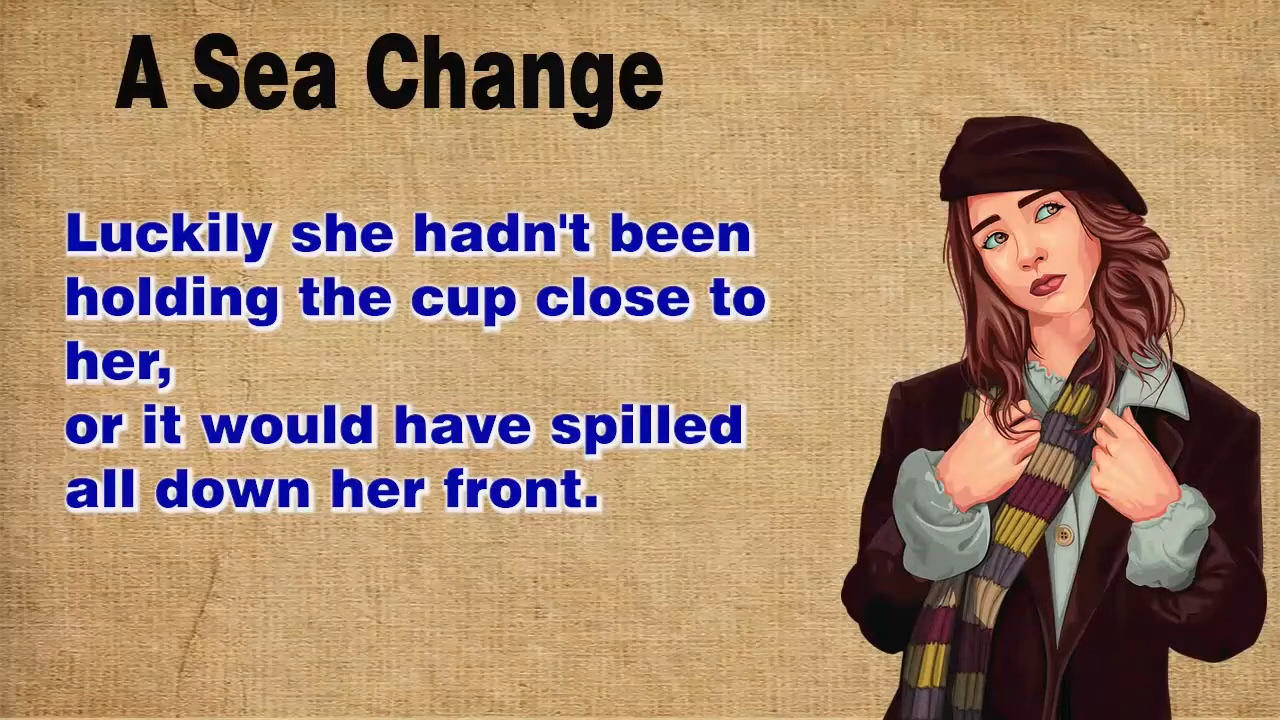 A Sea Change
Luckily she hadn't been
holding the cup close to
her,
or it would have spilled
all down her front.